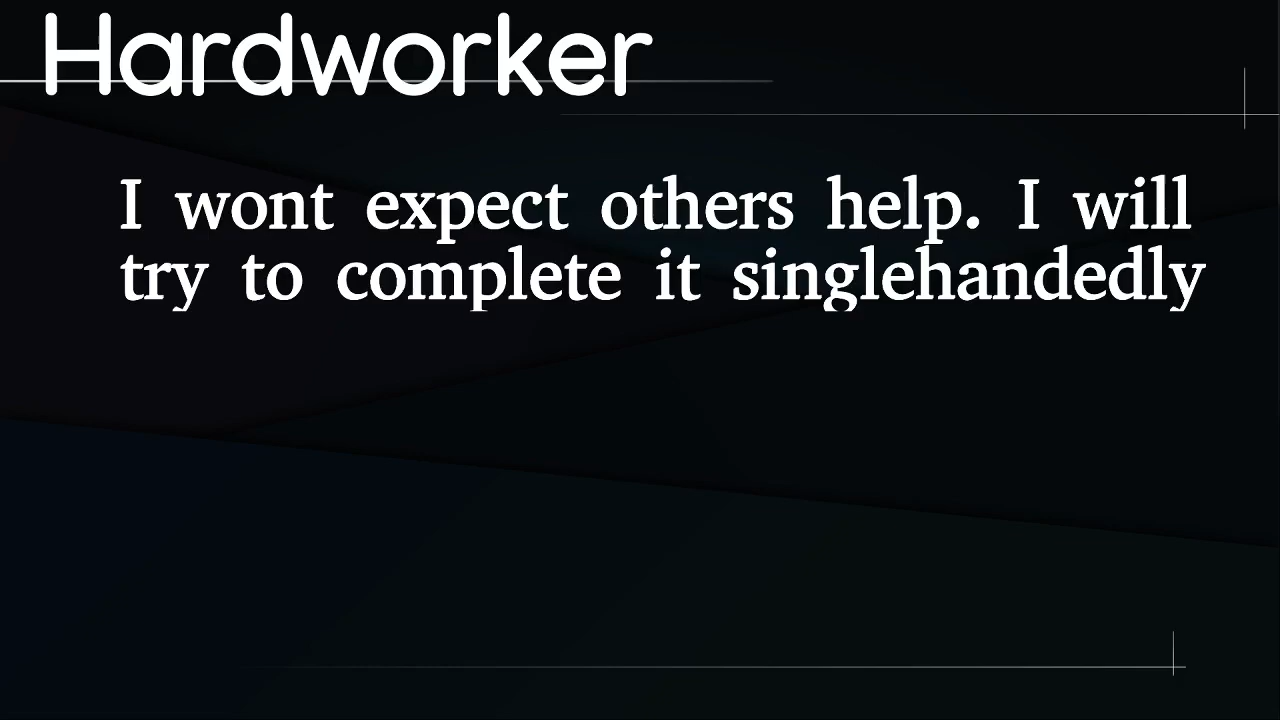 Hardworker
I wont expect others help. I will
try to complete it singlehandedly